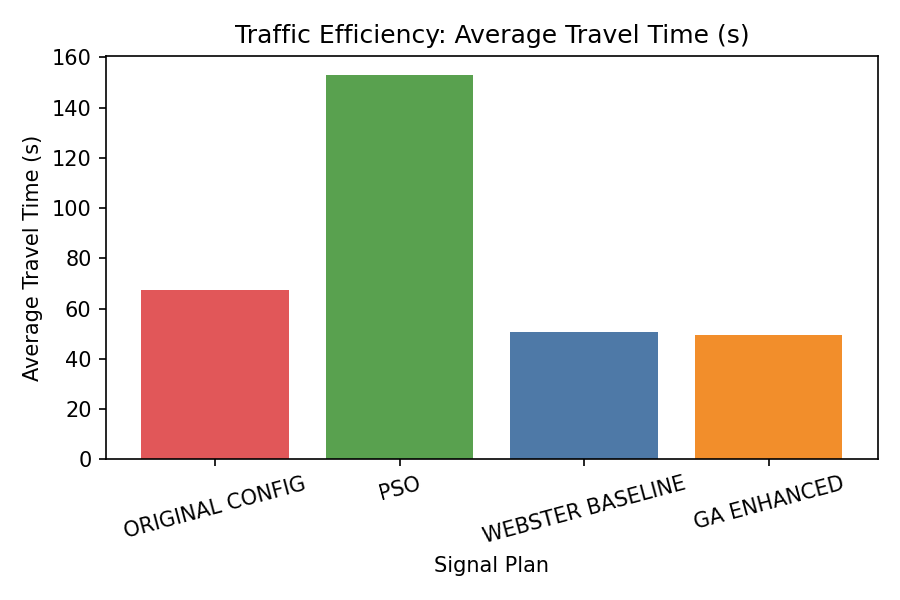 Traffic Efficiency: Average Travel Time (s)
Average Travel Time (s)
160
140
120
100
80
60
40
20
0
ORIGINAL CONFIG
PSO
WEBSTER BASELINE
GA ENHANCED
Signal Plan